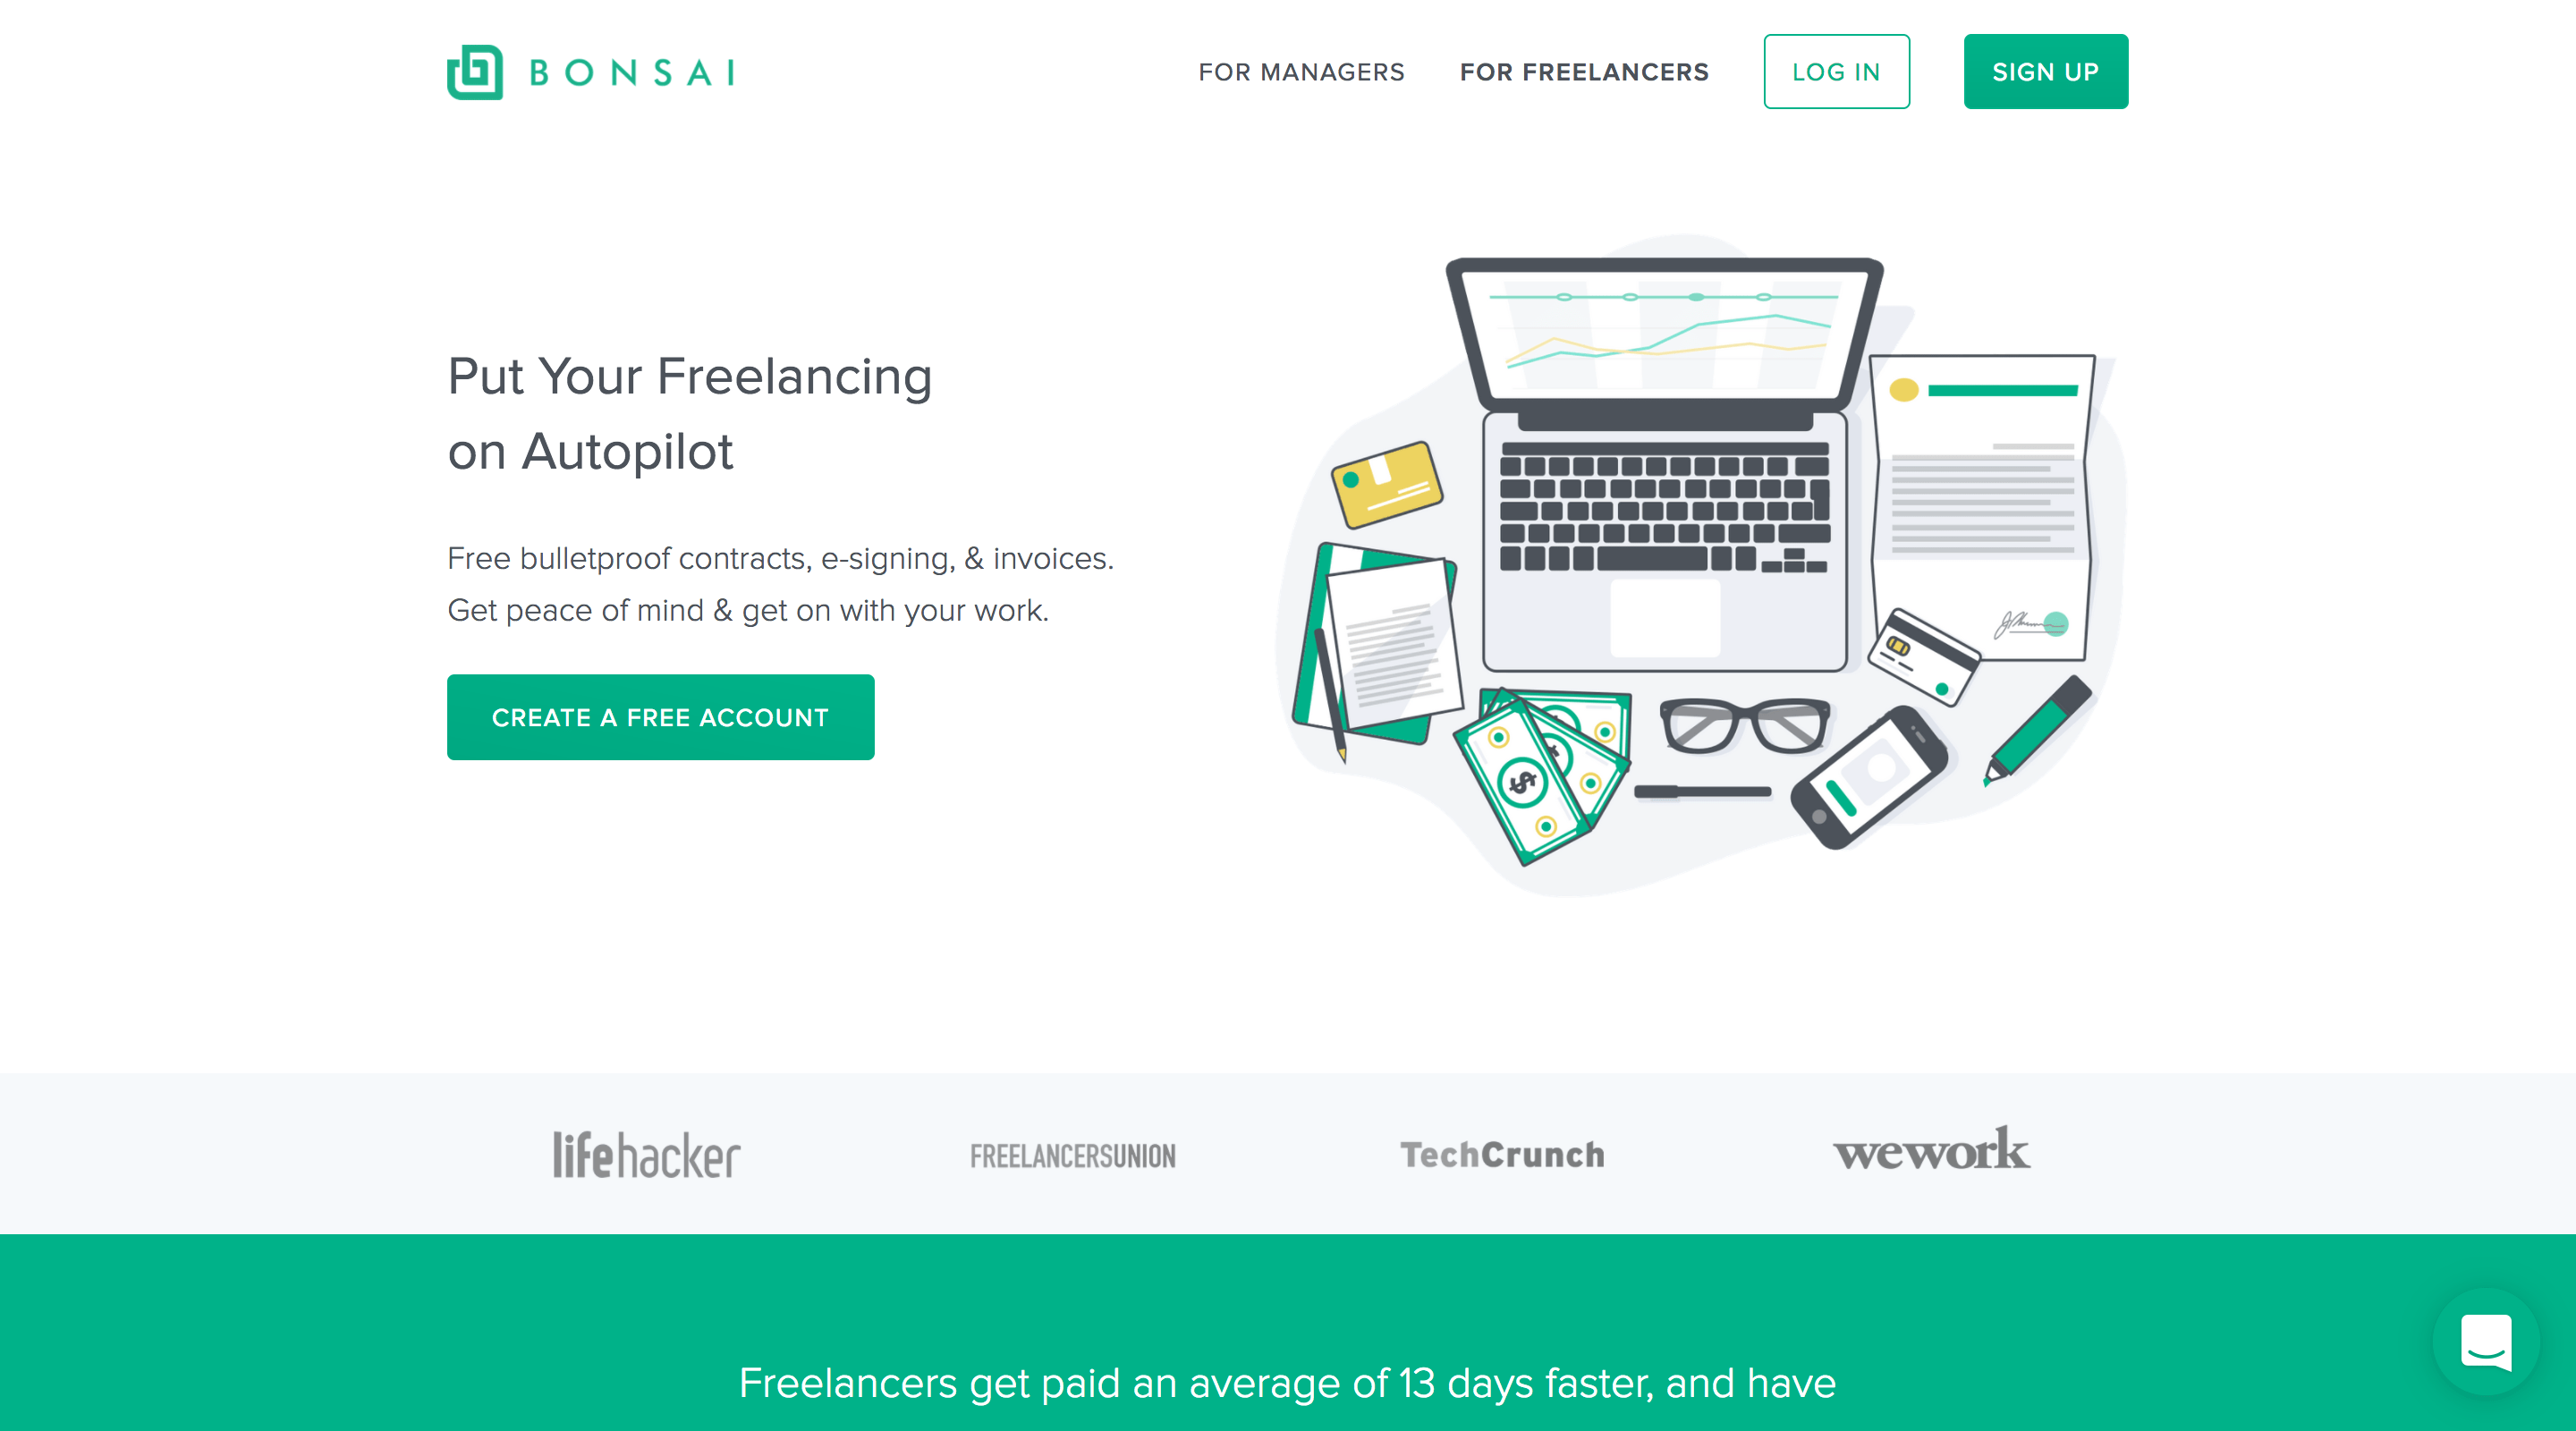 BONSAI
FOR MANAGERS
FOR FREELANCERS
LOG IN
SIGN UP
Put Your Freelancing
on Autopilot
Free bulletproof contracts, e-signing, & invoices.
Get peace of mind & get on with your work.
CREATE A FREE ACCOUNT
$
lifehacker
FREELANCERSUNION
TechCrunch
wework
Freelancers get paid an average of 13 days faster, and have